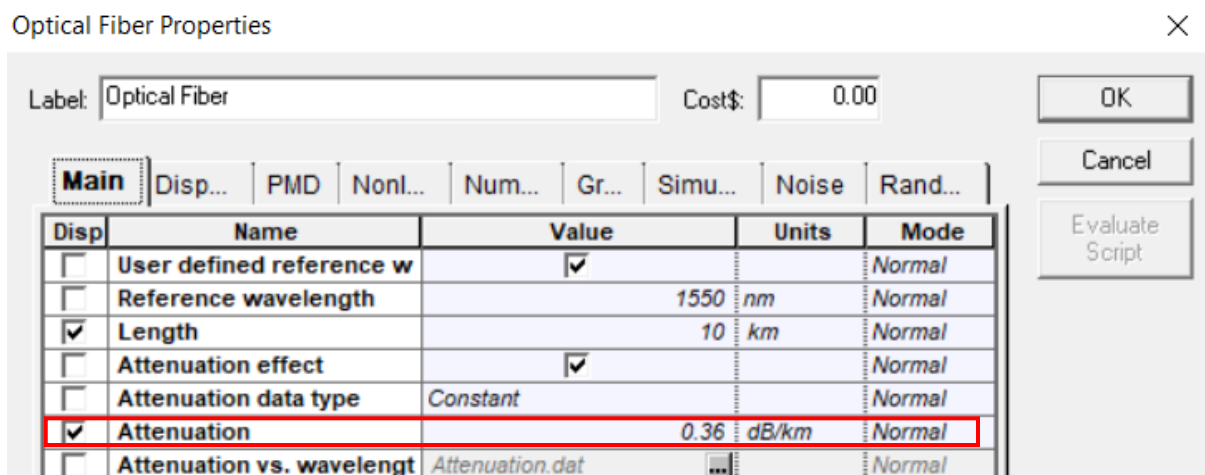 Optical Fiber Properties
Label: Optical Fiber Cost$: 0.00 OK
Cancel
Evaluate
Script
Main Disp... PMD Nonl... Num... Gr... Simu... Noise Rand...
Disp Name Value Units Mode
User defined reference w Normal
Reference wavelength 1550 nm Normal
Length 10 km Normal
Attenuation effect Normal
Attenuation data type Constant Normal
Attenuation 0.36 dB/km Normal
Attenuation vs. wavelengt Attenuation.dat ... Normal